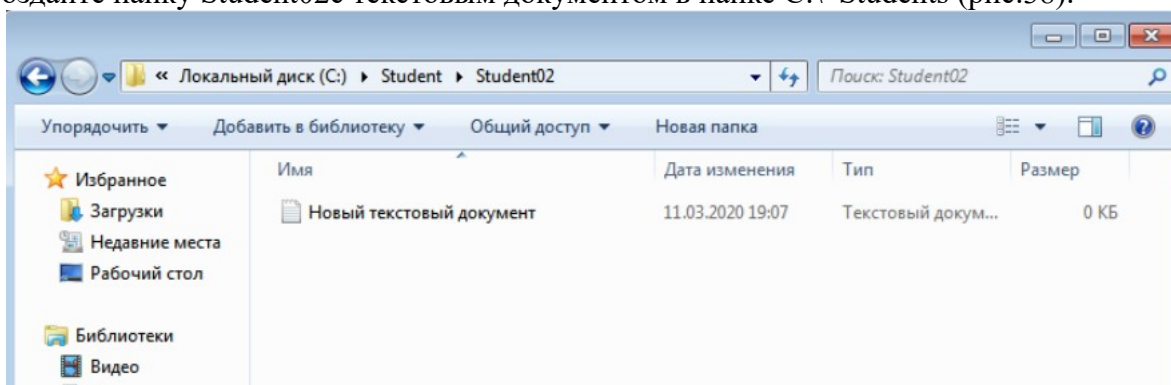 оздайте папку Student02с текстовым документом в папке C:\ Students (рис.38).
« Локальный диск (C:) ▸ Student ▸ Student02
Поиск: Student02
Упорядочить ▼ Добавить в библиотеку ▼ Общий доступ ▼ Новая папка
Имя Дата изменения Тип Размер
Избранное
Загрузки
Новый текстовый документ 11.03.2020 19:07 Текстовый докум... 0 КБ
Недавние места
Рабочий стол
Библиотеки
Видео